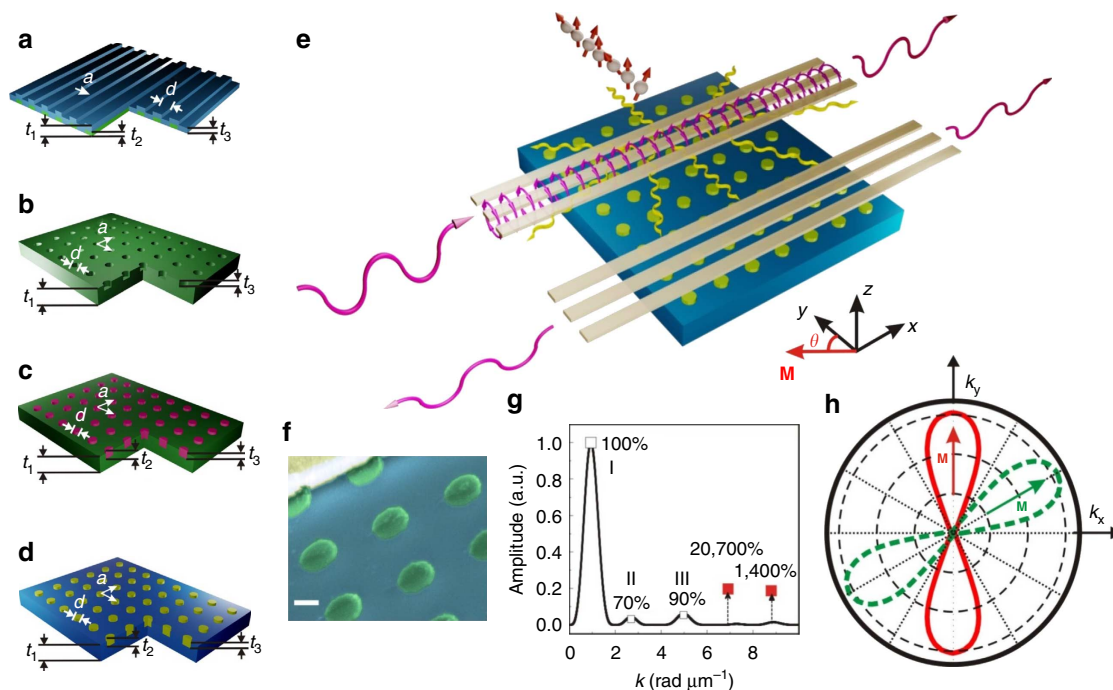 a
a
d
t1
t2
t3
b
a
d
t1
t3
c
a
d
t1
t2
t3
d
a
d
t1
t2
t3
e
z
y
x
θ
M
f
g
Amplitude (a.u.)
1.0
0.8
0.6
0.4
0.2
0.0
100%
I
II
70%
III
90%
20,700%
1,400%
0 2 4 6 8
k (rad μm⁻¹)
h
ky
kx
M
M